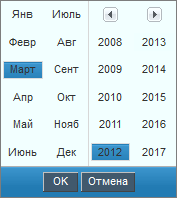 Янв Июль
Февр Авг 2008 2013
Март Сент 2009 2014
Апр Окт 2010 2015
Май Нояб 2011 2016
Июнь Дек 2012 2017
OK Отмена